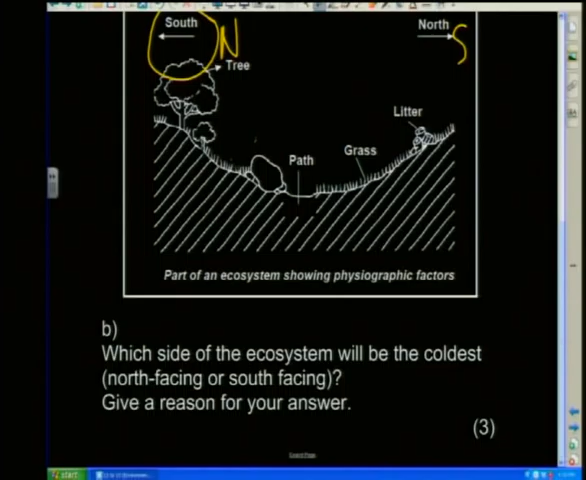 South
N
North
S
Tree
Litter
Grass
Path
Part of an ecosystem showing physiographic factors
b)
Which side of the ecosystem will be the coldest
(north-facing or south facing)?
Give a reason for your answer.
(3)
start